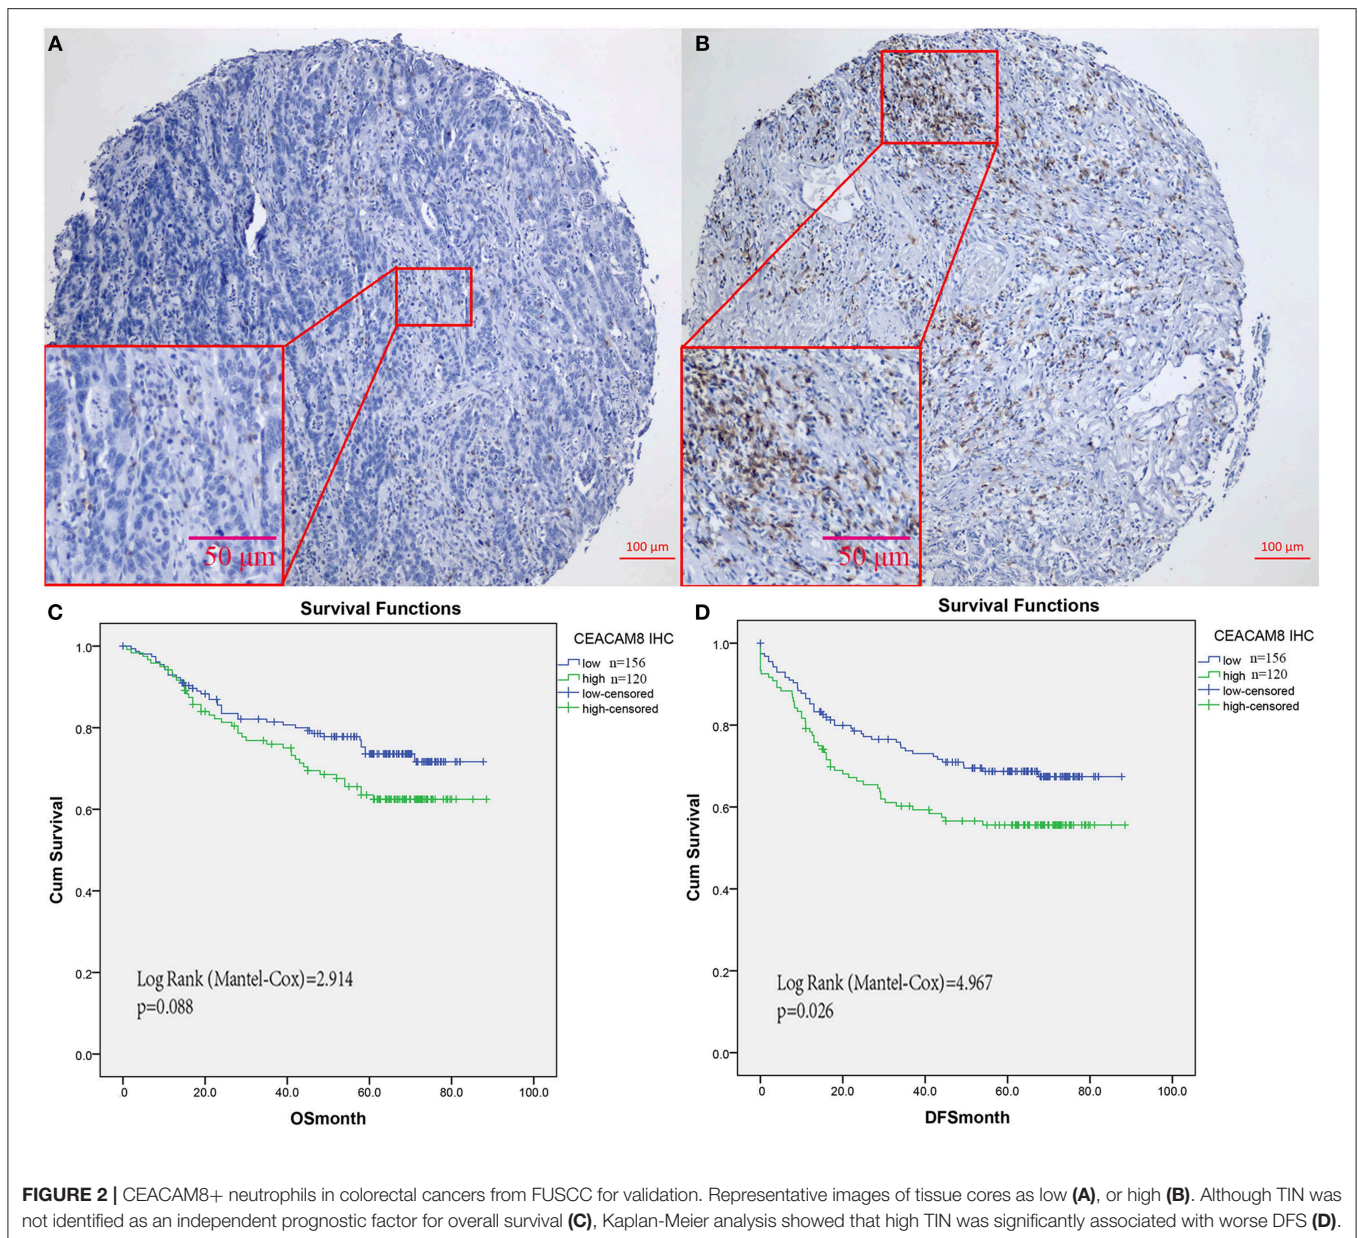 A
B
50 µm
100 µm
50 µm
100 µm
C
Survival Functions
CEACAM8 IHC
low n=156
high n=120
low-censored
high-censored
1.0
0.8
0.6
0.4
0.2
0.0
Cum Survival
Log Rank (Mantel-Cox)=2.914
p=0.088
.0 20.0 40.0 60.0 80.0 100.0
OSmonth
D
Survival Functions
CEACAM8 IHC
low n=156
high n=120
low-censored
high-censored
1.0
0.8
0.6
0.4
0.2
0.0
Cum Survival
Log Rank (Mantel-Cox)=4.967
p=0.026
.0 20.0 40.0 60.0 80.0 100.0
DFSmonth
FIGURE 2 | CEACAM8+ neutrophils in colorectal cancers from FUSCC for validation. Representative images of tissue cores as low (A), or high (B). Although TIN was
not identified as an independent prognostic factor for overall survival (C), Kaplan-Meier analysis showed that high TIN was significantly associated with worse DFS (D).